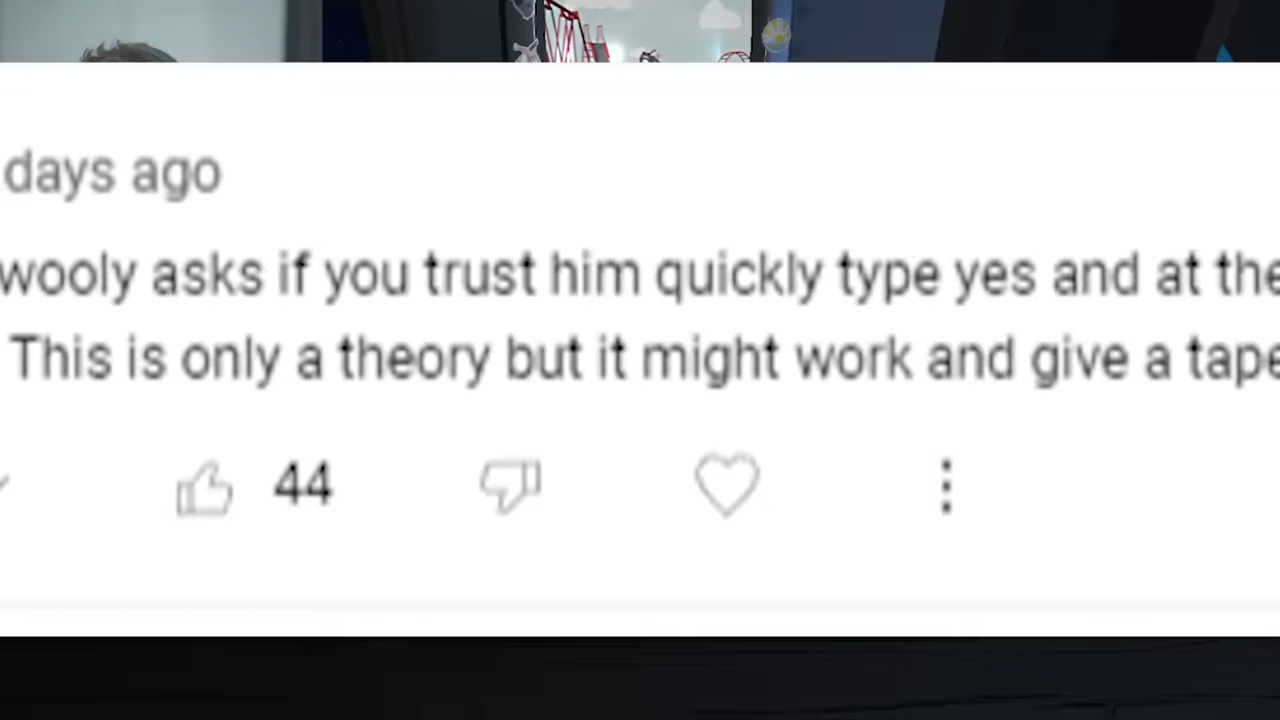 days ago
wooly asks if you trust him quickly type yes and at the
This is only a theory but it might work and give a tape
44